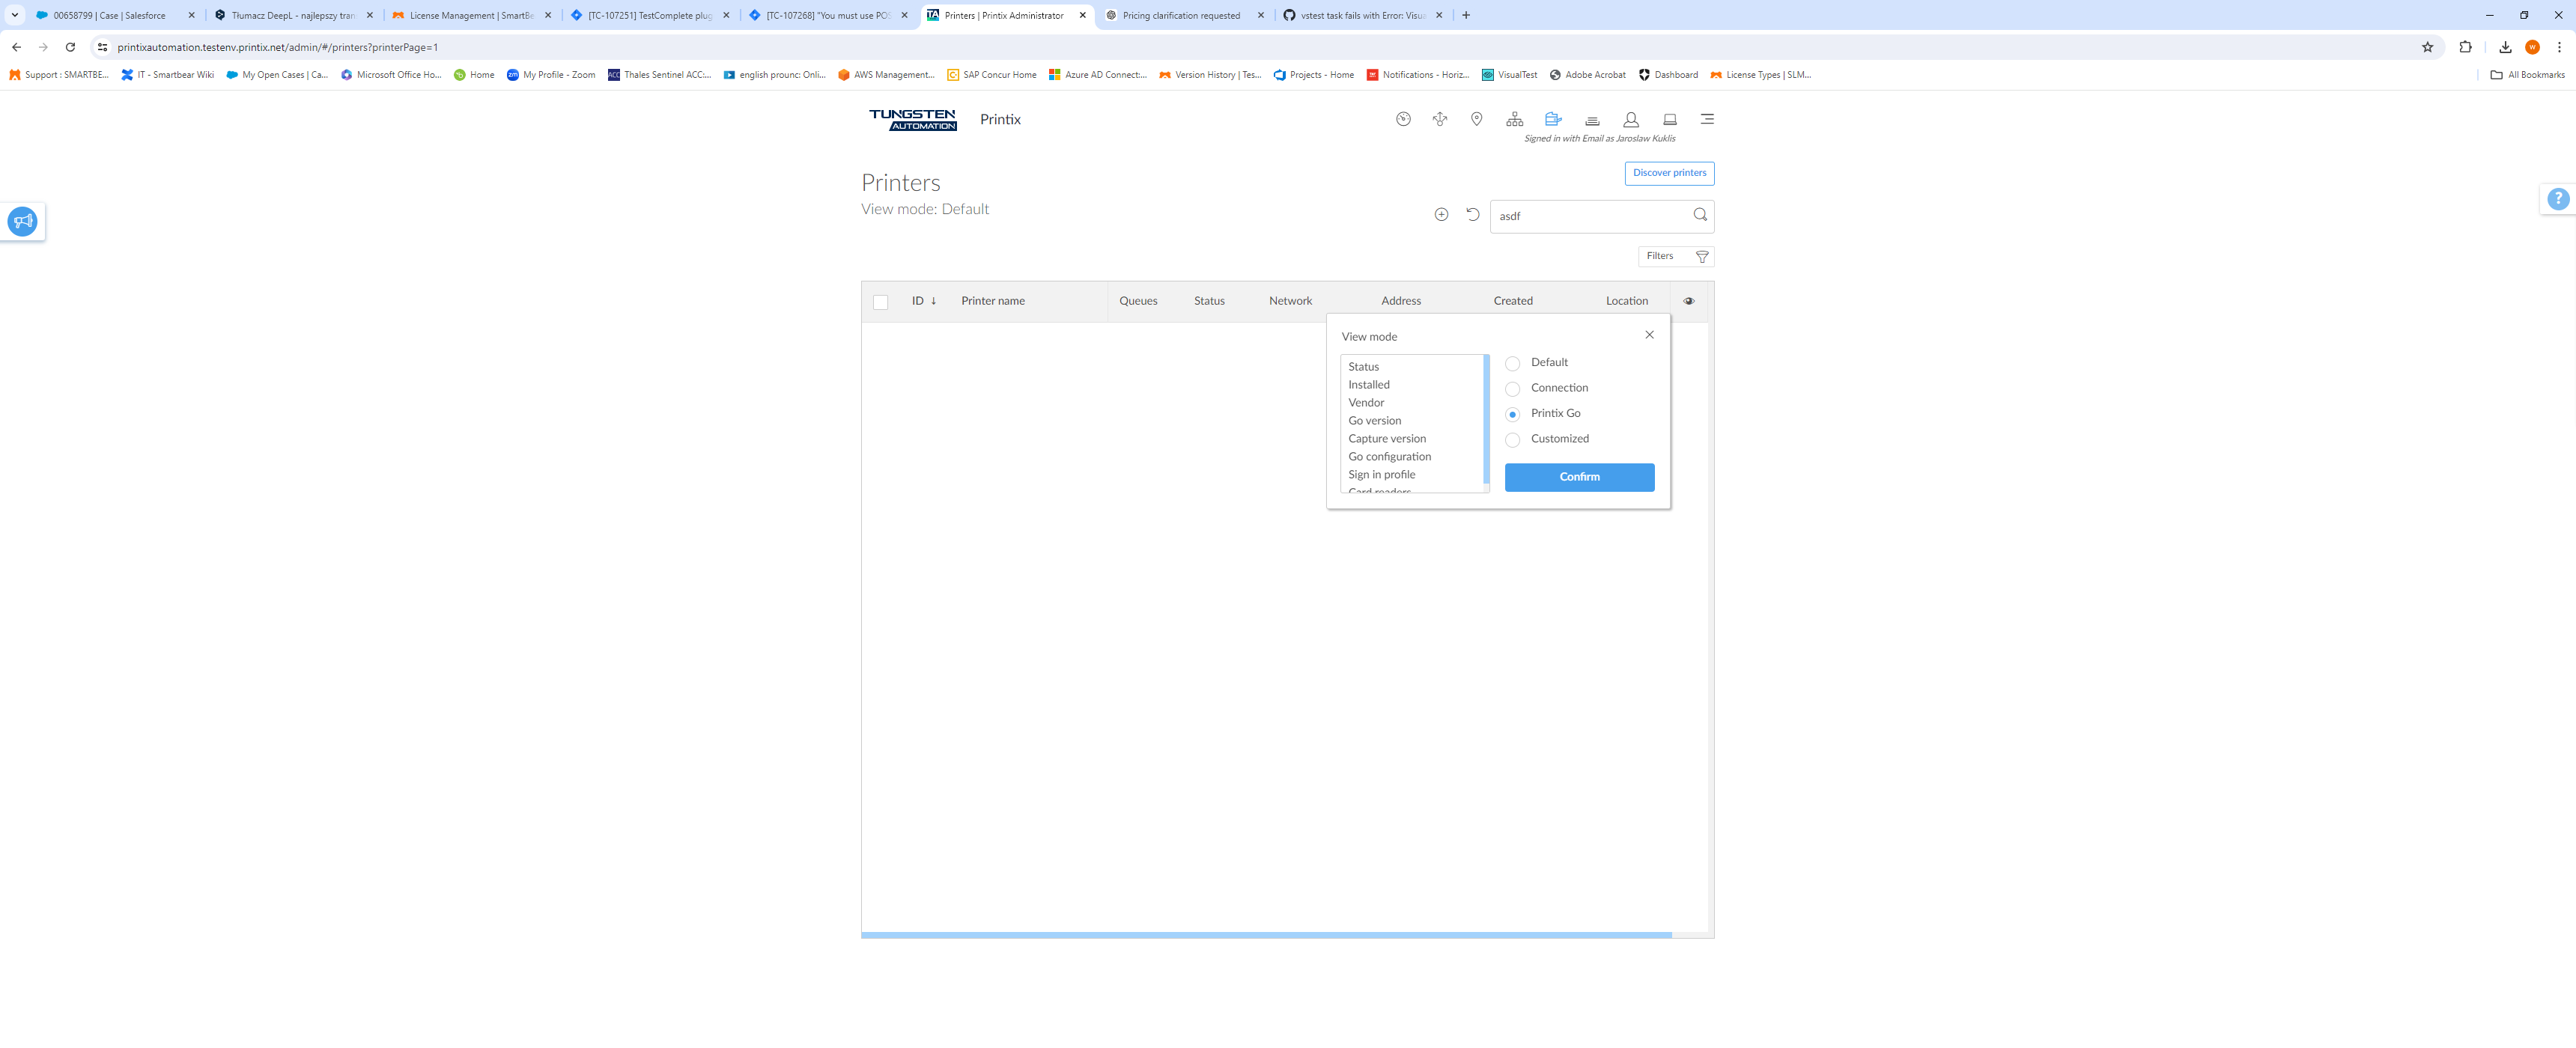 00658799 | Case | Salesforce
Tłumacz DeepL - najlepszy tran
License Management | SmartBe
[TC-107251] TestComplete plug
[TC-107268] "You must use POS
TA Printers | Printix Administrator
Pricing clarification requested
vstest task fails with Error: Visua
printixautomation.testenv.printix.net/admin/#/printers?printerPage=1
W
Support : SMARTBE...
IT - Smartbear Wiki
My Open Cases | Ca...
Microsoft Office Ho...
Home
My Profile - Zoom
ACC Thales Sentinel ACC:...
english prounc: Onli...
AWS Management...
SAP Concur Home
Azure AD Connect:...
Version History | Tes...
Projects - Home
Notifications - Horiz...
VisualTest
Adobe Acrobat
Dashboard
License Types | SLM...
All Bookmarks
TUNGSTEN
AUTOMATION
Printix
Signed in with Email as Jaroslaw Kuklis
Discover printers
Printers
View mode: Default
asdf
?
Filters
ID ↓ Printer name Queues Status Network Address Created Location
View mode
Status
Installed
Vendor
Go version
Capture version
Go configuration
Sign in profile
Card readers
Default
Connection
Printix Go
Customized
Confirm